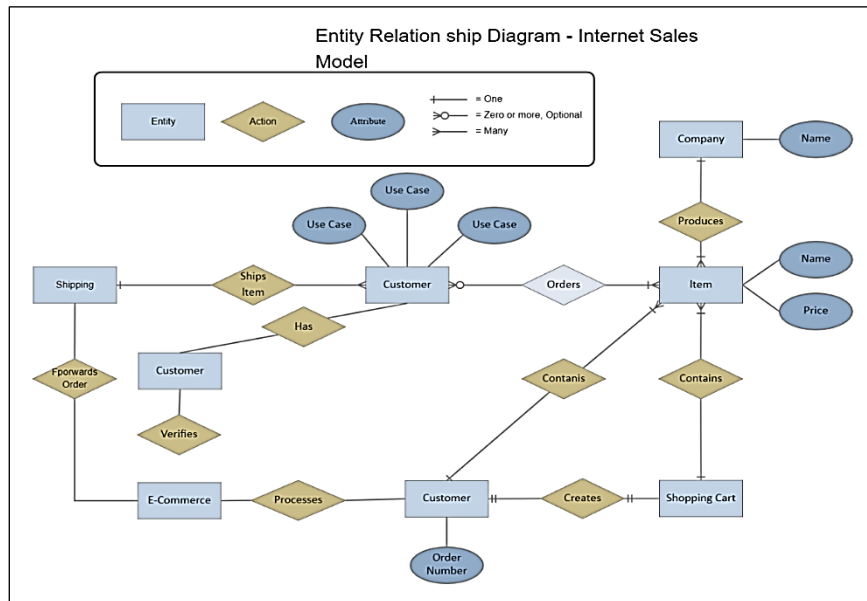 Entity Relation ship Diagram - Internet Sales
Model
Entity
Action
Attribute
= One
= Zero or more, Optional
= Many
Company
Name
Use Case
Use Case
Use Case
Produces
Shipping
Ships
Item
Customer
Orders
Item
Name
Price
Has
Customer
Fporwards
Order
Contanis
Contains
Verifies
E-Commerce
Processes
Customer
Creates
Shopping Cart
Order
Number